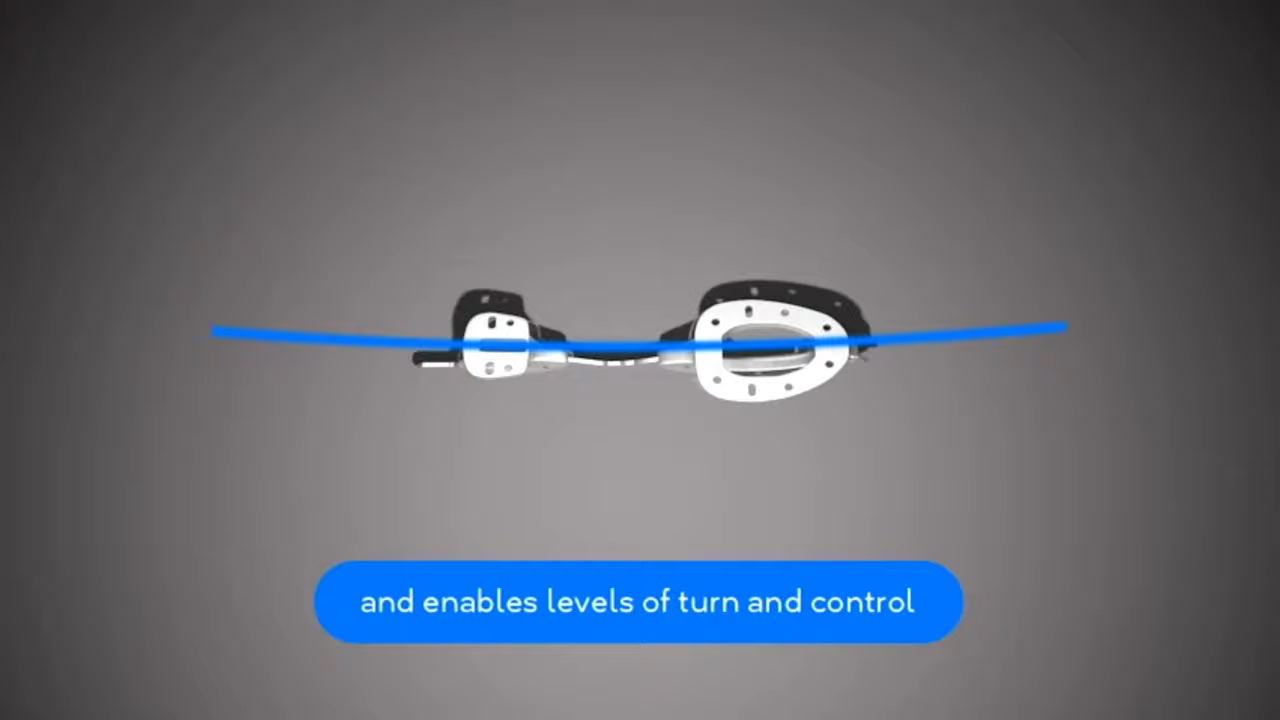 and enables levels of turn and control